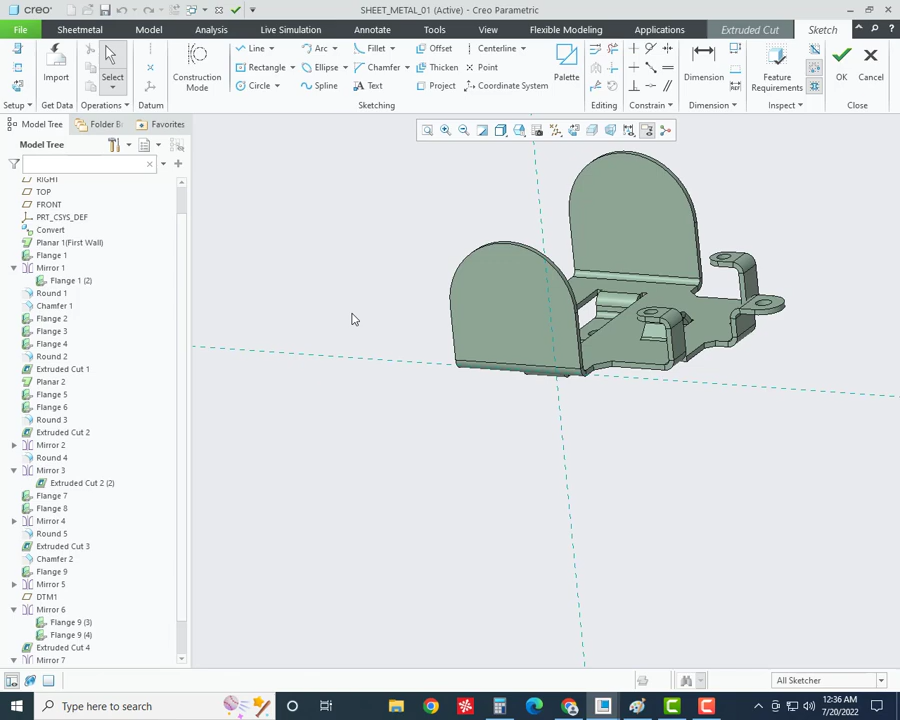 creo
SHEET_METAL_01 (Active) - Creo Parametric
File
Sheetmetal
Model
Analysis
Live Simulation
Annotate
Tools
View
Flexible Modeling
Applications
Extruded Cut
Sketch
Import
Select
Construction
Mode
Line
Arc
Fillet
Offset
Centerline
Rectangle
Ellipse
Chamfer
Thicken
Point
Circle
Spline
Text
Project
Coordinate System
Palette
Dimension
Feature
Requirements
OK
Cancel
Setup
Get Data
Operations
Datum
Sketching
Editing
Constrain
Dimension
Inspect
Close
Model Tree
Folder B
Favorites
Model Tree
RIGHT
TOP
FRONT
PRT_CSYS_DEF
Convert
Planar 1(First Wall)
Flange 1
Mirror 1
Flange 1 (2)
Round 1
Chamfer 1
Flange 2
Flange 3
Flange 4
Round 2
Extruded Cut 1
Planar 2
Flange 5
Flange 6
Round 3
Extruded Cut 2
Mirror 2
Round 4
Mirror 3
Extruded Cut 2 (2)
Flange 7
Flange 8
Mirror 4
Round 5
Extruded Cut 3
Chamfer 2
Flange 9
Mirror 5
DTM1
Mirror 6
Flange 9 (3)
Flange 9 (4)
Extruded Cut 4
Mirror 7
All Sketcher
Type here to search
12:36 AM
7/20/2022